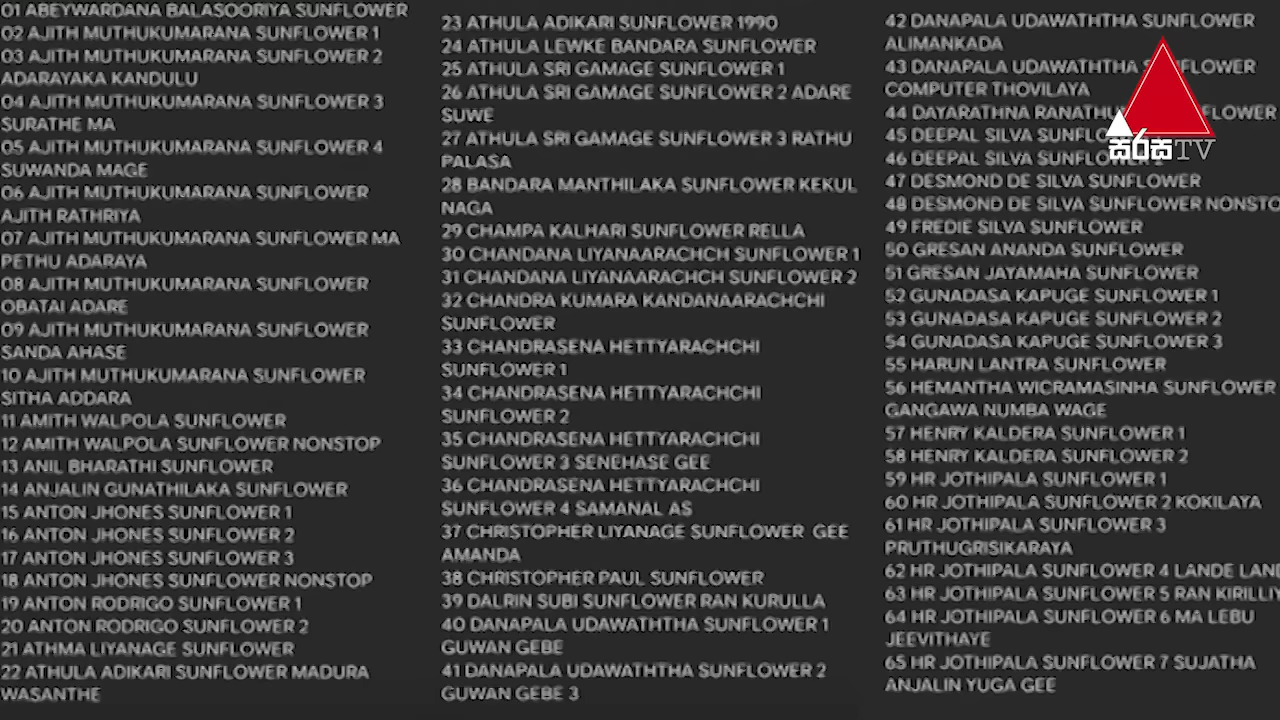 01 ABEYWARDANA BALASOORIYA SUNFLOWER
02 AJITH MUTHUKUMARANA SUNFLOWER 1
03 AJITH MUTHUKUMARANA SUNFLOWER 2
ADARAYAKA KANDULU
04 AJITH MUTHUKUMARANA SUNFLOWER 3
SURATHE MA
05 AJITH MUTHUKUMARANA SUNFLOWER 4
SUWANDA MAGE
06 AJITH MUTHUKUMARANA SUNFLOWER
AJITH RATHRIYA
07 AJITH MUTHUKUMARANA SUNFLOWER MA
PETHU ADARAYA
08 AJITH MUTHUKUMARANA SUNFLOWER
OBATAI ADARE
09 AJITH MUTHUKUMARANA SUNFLOWER
SANDA AHASE
10 AJITH MUTHUKUMARANA SUNFLOWER
SITHA ADDARA
11 AMITH WALPOLA SUNFLOWER
12 AMITH WALPOLA SUNFLOWER NONSTOP
13 ANIL BHARATHI SUNFLOWER
14 ANJALIN GUNATHILAKA SUNFLOWER
15 ANTON JHONES SUNFLOWER 1
16 ANTON JHONES SUNFLOWER 2
17 ANTON JHONES SUNFLOWER 3
18 ANTON JHONES SUNFLOWER NONSTOP
19 ANTON RODRIGO SUNFLOWER 1
20 ANTON RODRIGO SUNFLOWER 2
21 ATHMA LIYANAGE SUNFLOWER
22 ATHULA ADIKARI SUNFLOWER MADURA
WASANTHE
23 ATHULA ADIKARI SUNFLOWER 1990
24 ATHULA LEWKE BANDARA SUNFLOWER
25 ATHULA SRI GAMAGE SUNFLOWER 1
26 ATHULA SRI GAMAGE SUNFLOWER 2 ADARE
SUWE
27 ATHULA SRI GAMAGE SUNFLOWER 3 RATHU
PALASA
28 BANDARA MANTHILAKA SUNFLOWER KEKUL
NAGA
29 CHAMPA KALHARI SUNFLOWER RELLA
30 CHANDANA LIYANAARACHCH SUNFLOWER 1
31 CHANDANA LIYANAARACHCH SUNFLOWER 2
32 CHANDRA KUMARA KANDANAARACHCHI
SUNFLOWER
33 CHANDRASENA HETTYARACHCHI
SUNFLOWER 1
34 CHANDRASENA HETTYARACHCHI
SUNFLOWER 2
35 CHANDRASENA HETTYARACHCHI
SUNFLOWER 3 SENEHASE GEE
36 CHANDRASENA HETTYARACHCHI
SUNFLOWER 4 SAMANAL AS
37 CHRISTOPHER LIYANAGE SUNFLOWER GEE
AMANDA
38 CHRISTOPHER PAUL SUNFLOWER
39 DALRIN SUBI SUNFLOWER RAN KURULLA
40 DANAPALA UDAWATHTHA SUNFLOWER 1
GUWAN GEBE
41 DANAPALA UDAWATHTHA SUNFLOWER 2
GUWAN GEBE 3
42 DANAPALA UDAWATHTHA SUNFLOWER
ALIMANKADA
43 DANAPALA UDAWATHTHA S FLOWER
COMPUTER THOVILAYA
44 DAYARATHNA RANATHU FLOWER
45 DEEPAL SILVA SUNFLO
46 DEEPAL SILVA SUNFLOWER 2
47 DESMOND DE SILVA SUNFLOWER
48 DESMOND DE SILVA SUNFLOWER NONSTO
49 FREDIE SILVA SUNFLOWER
50 GRESAN ANANDA SUNFLOWER
51 GRESAN JAYAMAHA SUNFLOWER
52 GUNADASA KAPUGE SUNFLOWER 1
53 GUNADASA KAPUGE SUNFLOWER 2
54 GUNADASA KAPUGE SUNFLOWER 3
55 HARUN LANTRA SUNFLOWER
56 HEMANTHA WICRAMASINHA SUNFLOWER
GANGAWA NUMBA WAGE
57 HENRY KALDERA SUNFLOWER 1
58 HENRY KALDERA SUNFLOWER 2
59 HR JOTHIPALA SUNFLOWER 1
60 HR JOTHIPALA SUNFLOWER 2 KOKILAYA
61 HR JOTHIPALA SUNFLOWER 3
PRUTHUGRISIKARAYA
62 HR JOTHIPALA SUNFLOWER 4 LANDE LAND
63 HR JOTHIPALA SUNFLOWER 5 RAN KIRILLIY
64 HR JOTHIPALA SUNFLOWER 6 MA LEBU
JEEVITHAYE
65 HR JOTHIPALA SUNFLOWER 7 SUJATHA
ANJALIN YUGA GEE
සිරස TV